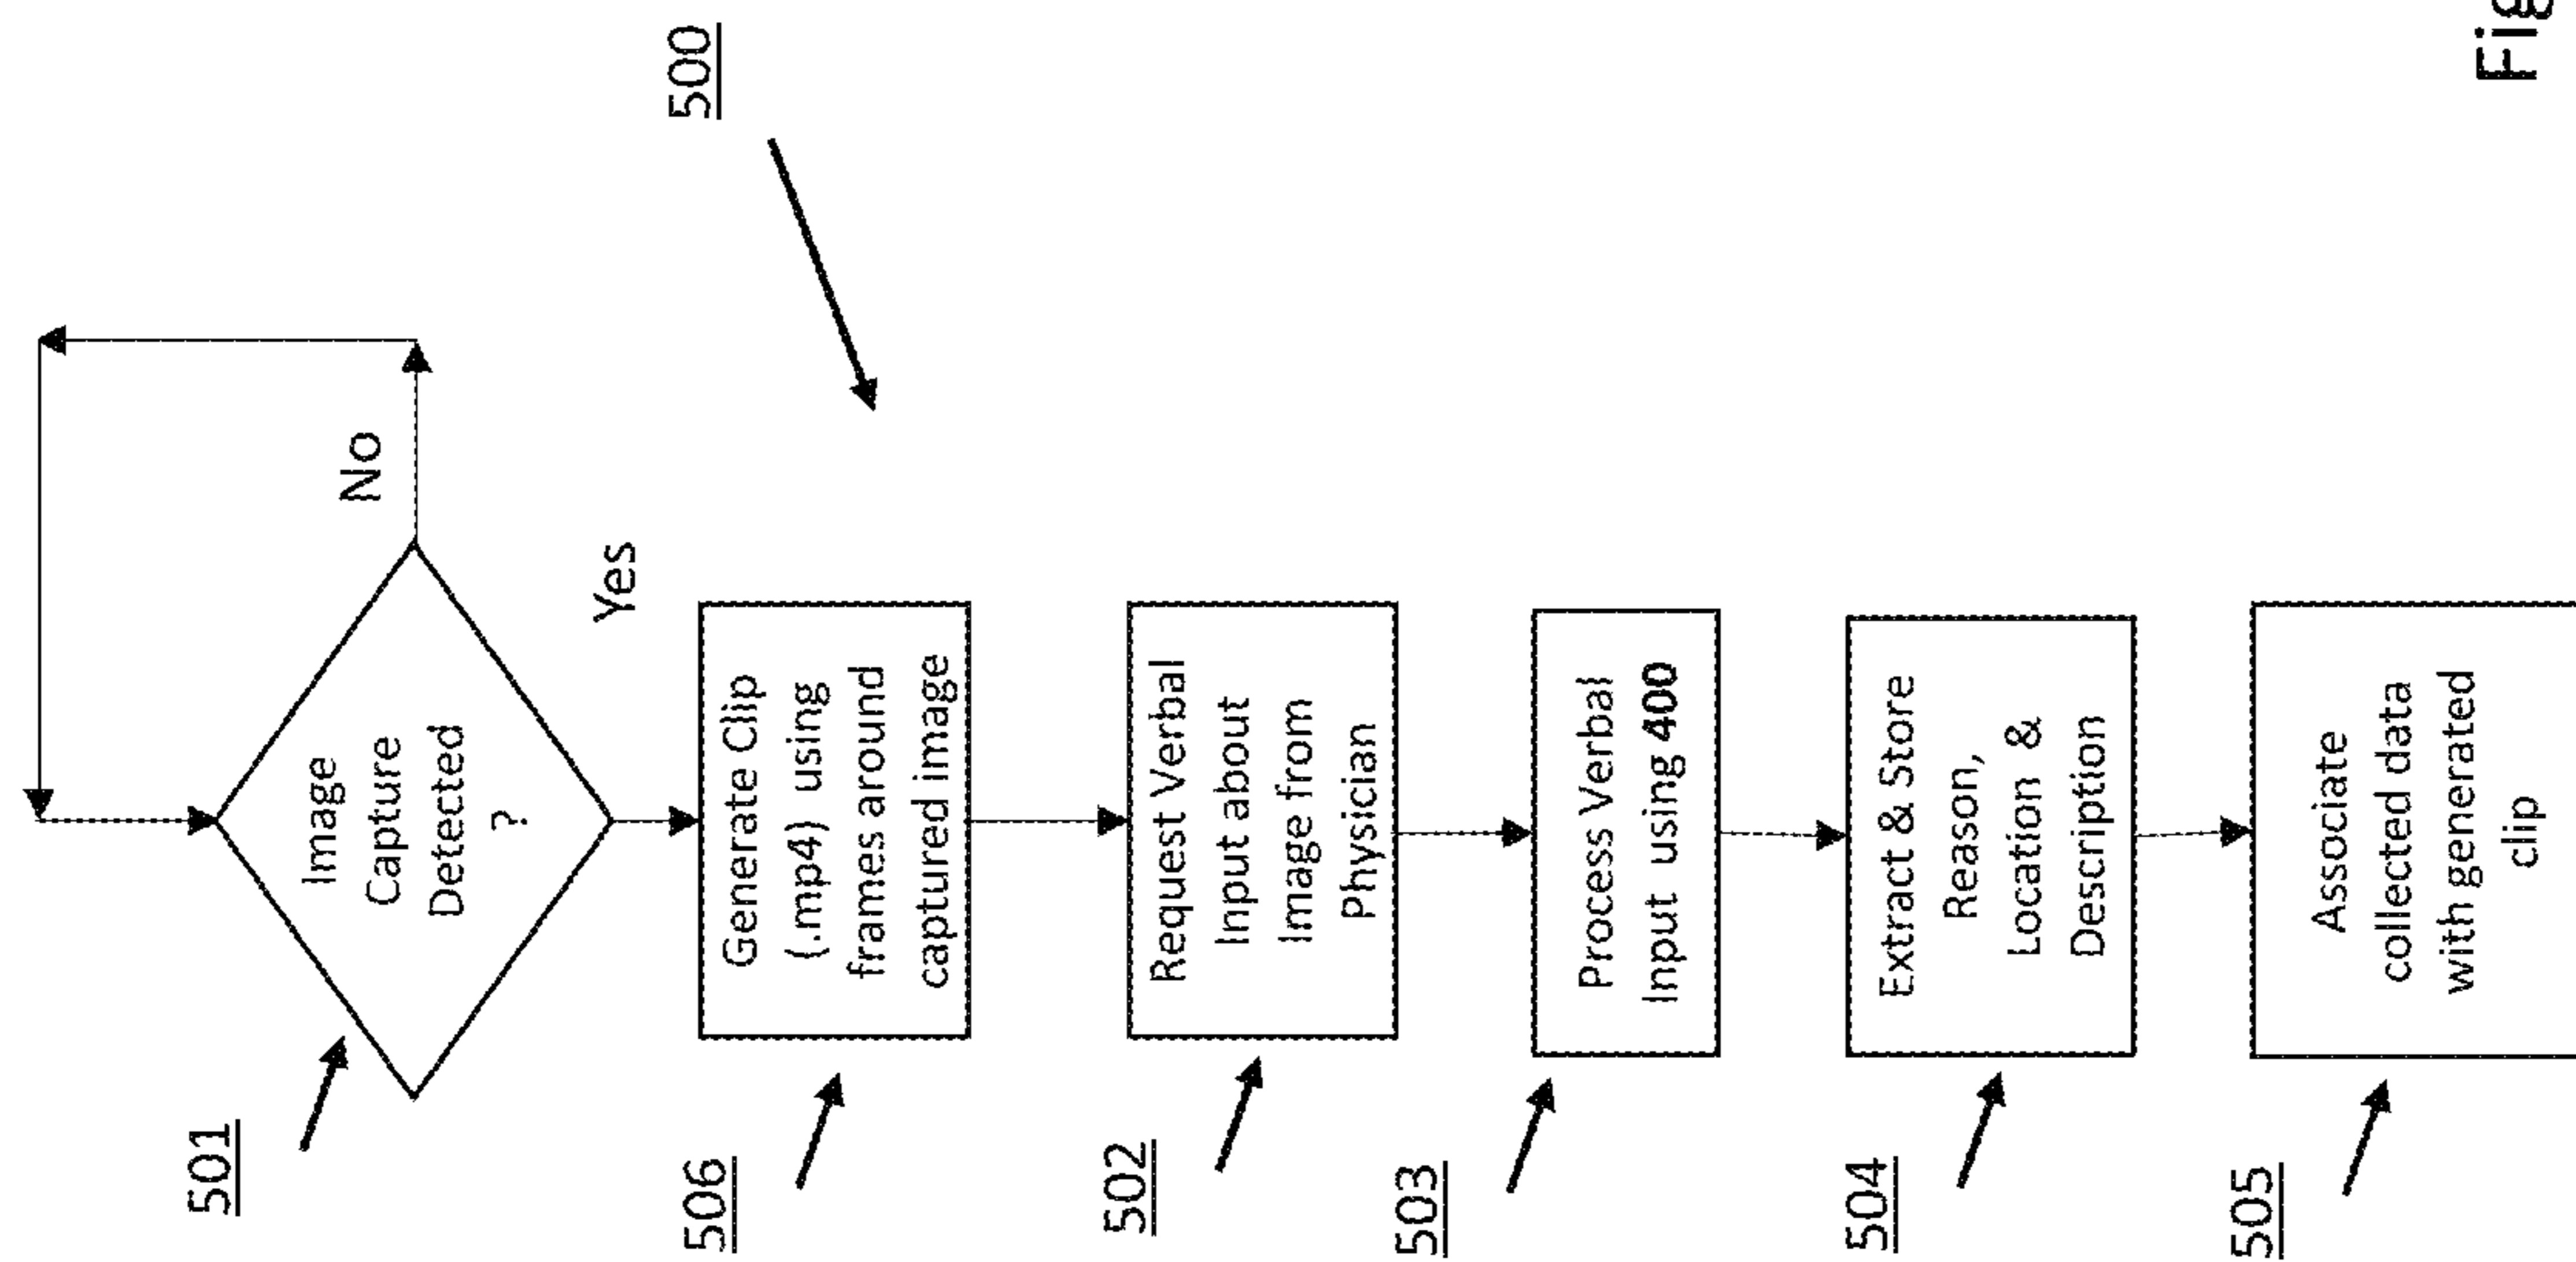 501
Image
Capture
Detected
?
No
Yes
500
506
Generate Clip
(.mp4) using
frames around
captured image
502
Request Verbal
Input about
Image from
Physician
503
Process Verbal
Input using 400
504
Extract & Store
Reason,
Location &
Description
505
Associate
collected data
with generated
clip
Fig